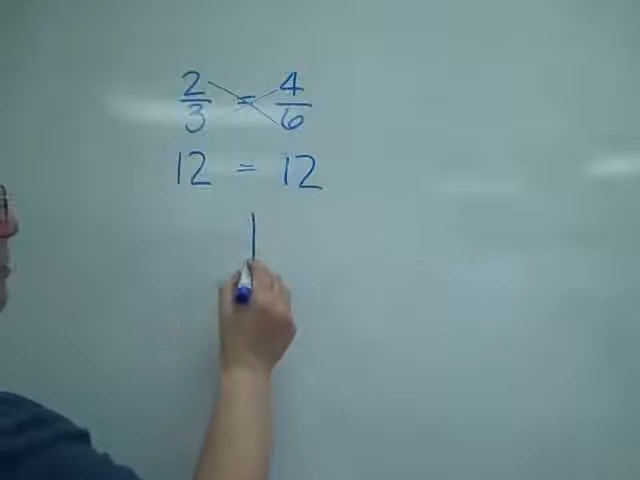 2/3 = 4/6
12 = 12